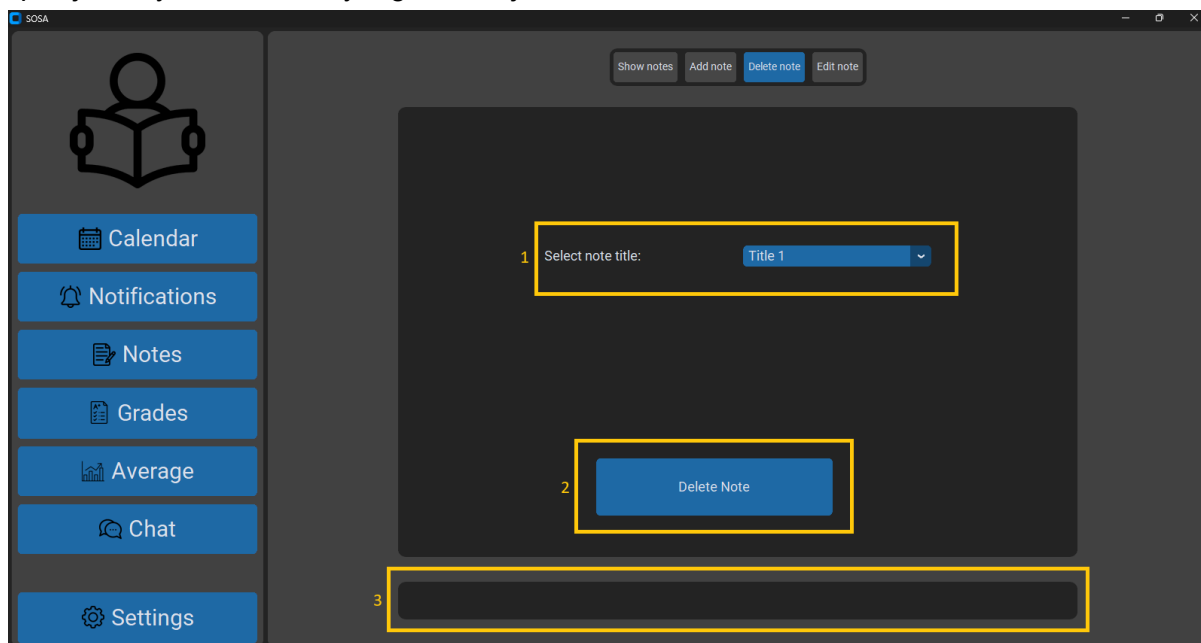 SOSA
Show notes Add note Delete note Edit note
Calendar
Notifications
Notes
Grades
Average
Chat
Settings
1 Select note title: Title 1
2 Delete Note
3